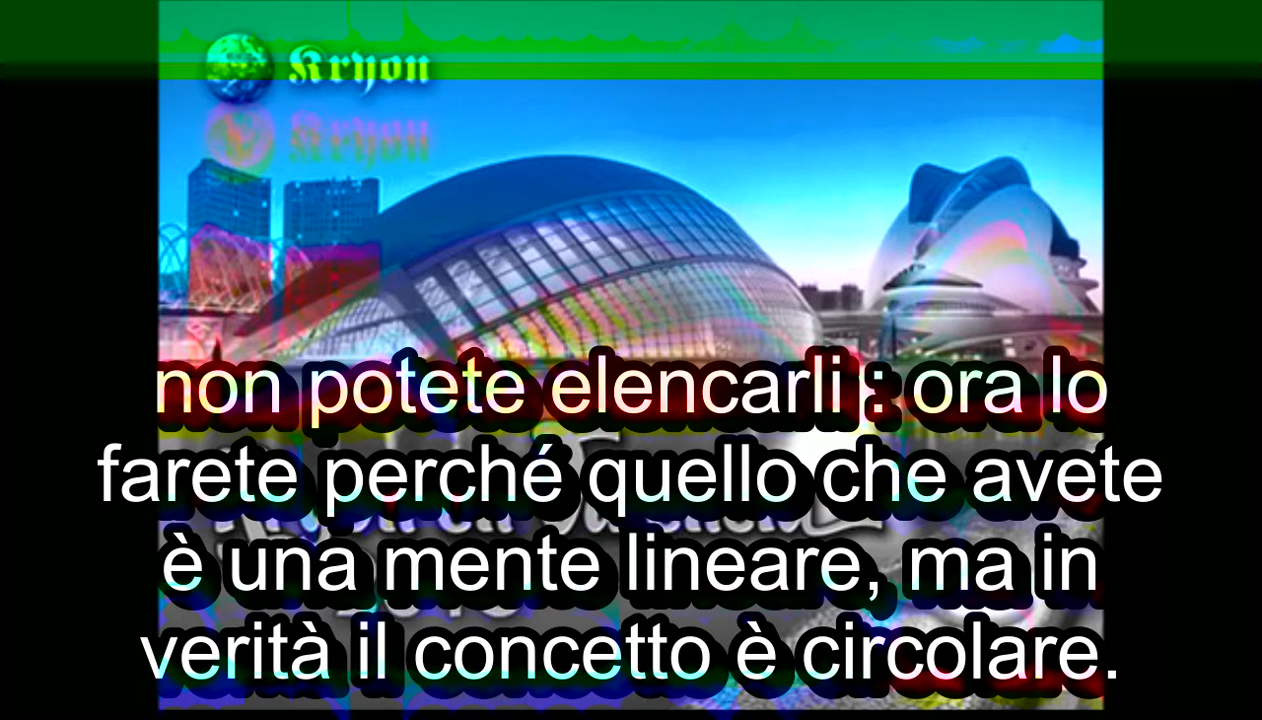 Kryon
Kryon
non potete elencarli : ora lo
farete perché quello che avete
è una mente lineare, ma in
verità il concetto è circolare.